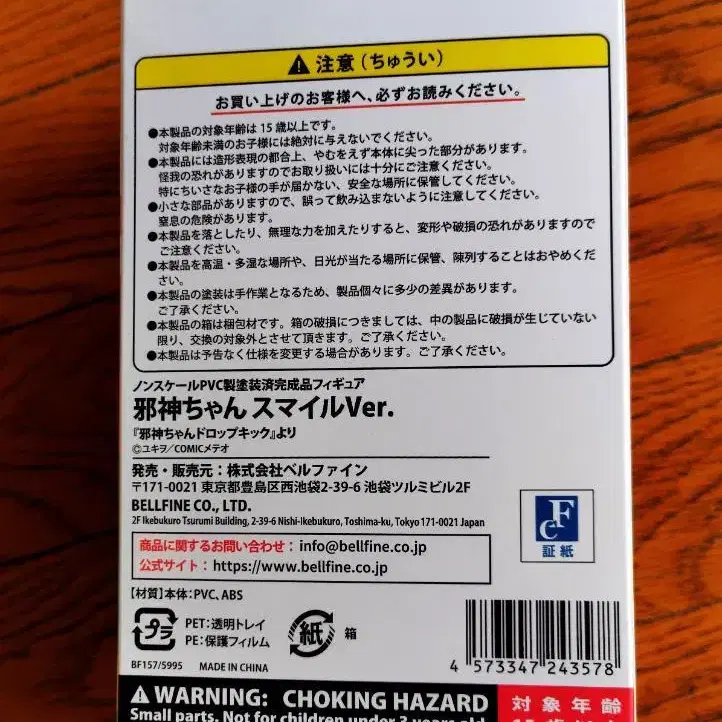 注意（ちゅうい）
お買い上げのお客様へ、必ずお読みください。
●本製品の対象年齢は15歳以上です。
対象年齢未満のお子様には絶対に与えないでください。
●本製品には造形表現の都合上、やむをえず本体に尖った部分があります。
怪我の恐れがありますのでお取り扱いには十分にご注意ください。
特にちいさなお子様の手が届かない、安全な場所に保管してください。
●小さな部品がありますので、誤って飲み込まないように注意してください。
窒息の危険があります。
●本製品を落としたり、無理な力を加えたりすると、変形や破損の恐れがありますので
ご注意ください。
●本製品を高温・多湿な場所や、日光が当たる場所に保管、陳列することはおやめくだ
さい。
●本製品の塗装は手作業となるため、製品個々に多少の差異があります。
ご了承ください。
●本製品の箱は梱包材です。箱の破損につきましては、中の製品に破損が生じていない
限り、交換の対象外とさせて頂きます。ご了承ください。
●本製品は予告なく仕様を変更する場合があります。ご了承ください。
ノンスケールPVC製塗装済完成品フィギュア
邪神ちゃん スマイルVer.
『邪神ちゃんドロップキック』より
©ユキヲ/COMICメテオ
発売・販売元：株式会社ベルファイン
〒171-0021 東京都豊島区西池袋2-39-6 池袋ツルミビル2F
BELLFINE CO., LTD.
2F Ikebukuro Tsurumi Building, 2-39-6 Nishi-Ikebukuro, Toshima-ku, Tokyo 171-0021 Japan
商品に関するお問い合わせ：info@bellfine.co.jp
公式サイト：https://www.bellfine.co.jp
FC
証紙
【材質】本体：PVC、ABS
プラ
PET：透明トレイ
PE：保護フィルム
紙
箱
BF157/5995 MADE IN CHINA
4 573347 243578
WARNING: CHOKING HAZARD
Small parts. Not for children under 3 years old.
対象年齢